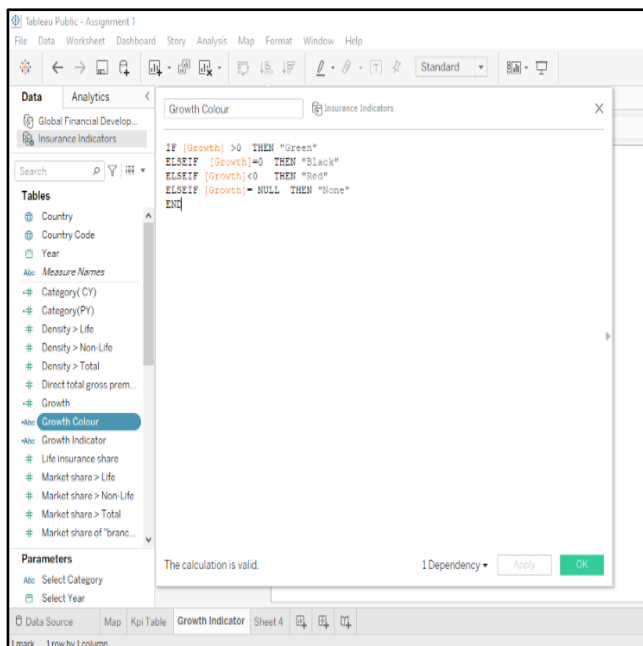 Tableau Public - Assignment 1
File Data Worksheet Dashboard Story Analysis Map Format Window Help
Standard
Data Analytics
Global Financial Develop...
Insurance Indicators
Search
Tables
Country
Country Code
Year
Abc Measure Names
Category( CY)
Category(PY)
Density > Life
Density > Non-Life
Density > Total
Direct total gross prem...
Growth
Abc Growth Colour
Abc Growth Indicator
Life insurance share
Market share > Life
Market share > Non-Life
Market share > Total
Market share of "branc...
Parameters
Abc Select Category
Select Year
Growth Colour
Insurance Indicators
IF [Growth] >0 THEN "Green"
ELSEIF [Growth]=0 THEN "Black"
ELSEIF [Growth]<0 THEN "Red"
ELSEIF [Growth]= NULL THEN "None"
END
The calculation is valid.
1 Dependency
Apply
OK
Data Source Map Kpi Table Growth Indicator Sheet 4
1 mark 1 row by 1 column